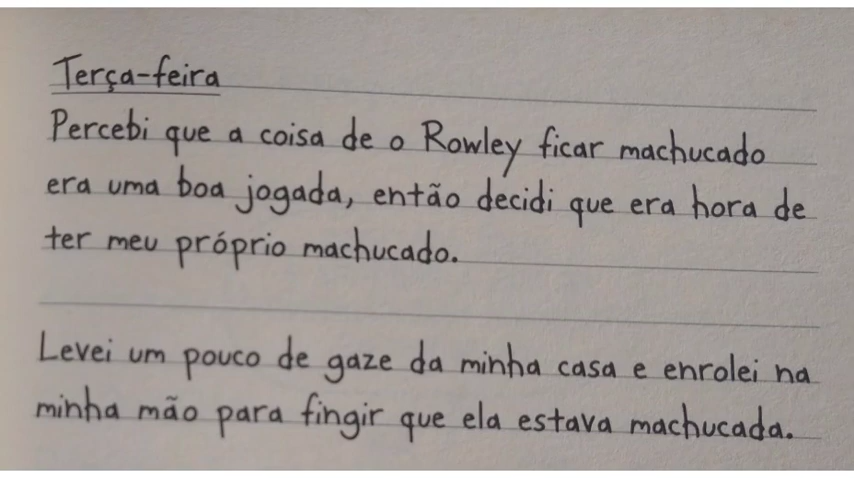 Terça-feira
Percebi que a coisa de o Rowley ficar machucado
era uma boa jogada, então decidi que era hora de
ter meu próprio machucado.
Levei um pouco de gaze da minha casa e enrolei na
minha mão para fingir que ela estava machucada.